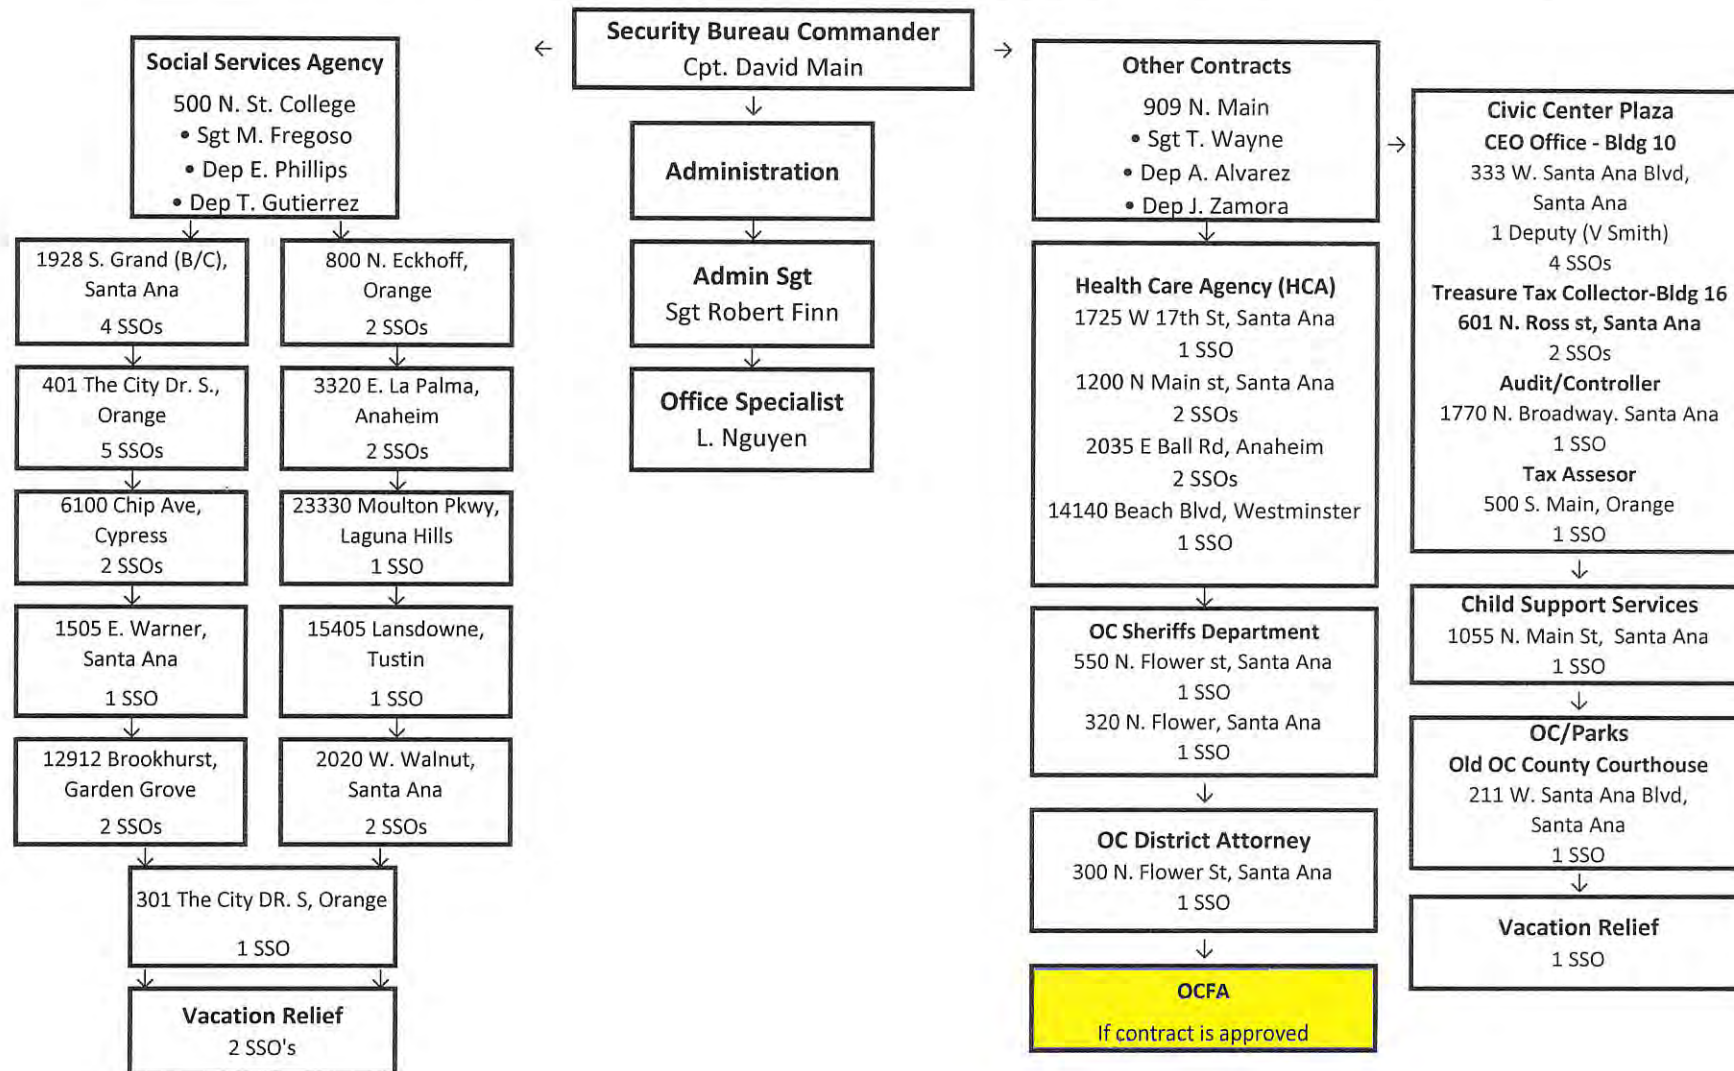 Security Bureau Commander
Cpt. David Main
Social Services Agency
500 N. St. College
• Sgt M. Fregoso
• Dep E. Phillips
• Dep T. Gutierrez
1928 S. Grand (B/C),
Santa Ana
4 SSOs
401 The City Dr. S.,
Orange
5 SSOs
6100 Chip Ave,
Cypress
2 SSOs
1505 E. Warner,
Santa Ana
1 SSO
12912 Brookhurst,
Garden Grove
2 SSOs
800 N. Eckhoff,
Orange
2 SSOs
3320 E. La Palma,
Anaheim
2 SSOs
23330 Moulton Pkwy,
Laguna Hills
1 SSO
15405 Lansdowne,
Tustin
1 SSO
2020 W. Walnut,
Santa Ana
2 SSOs
301 The City DR. S, Orange
1 SSO
Vacation Relief
2 SSO's
Administration
Admin Sgt
Sgt Robert Finn
Office Specialist
L. Nguyen
Other Contracts
909 N. Main
• Sgt T. Wayne
• Dep A. Alvarez
• Dep J. Zamora
Health Care Agency (HCA)
1725 W 17th St, Santa Ana
1 SSO
1200 N Main st, Santa Ana
2 SSOs
2035 E Ball Rd, Anaheim
2 SSOs
14140 Beach Blvd, Westminster
1 SSO
OC Sheriffs Department
550 N. Flower st, Santa Ana
1 SSO
320 N. Flower, Santa Ana
1 SSO
OC District Attorney
300 N. Flower St, Santa Ana
1 SSO
OCFA
If contract is approved
Civic Center Plaza
CEO Office - Bldg 10
333 W. Santa Ana Blvd,
Santa Ana
1 Deputy (V Smith)
4 SSOs
Treasure Tax Collector-Bldg 16
601 N. Ross st, Santa Ana
2 SSOs
Audit/Controller
1770 N. Broadway. Santa Ana
1 SSO
Tax Assesor
500 S. Main, Orange
1 SSO
Child Support Services
1055 N. Main St, Santa Ana
1 SSO
OC/Parks
Old OC County Courthouse
211 W. Santa Ana Blvd,
Santa Ana
1 SSO
Vacation Relief
1 SSO